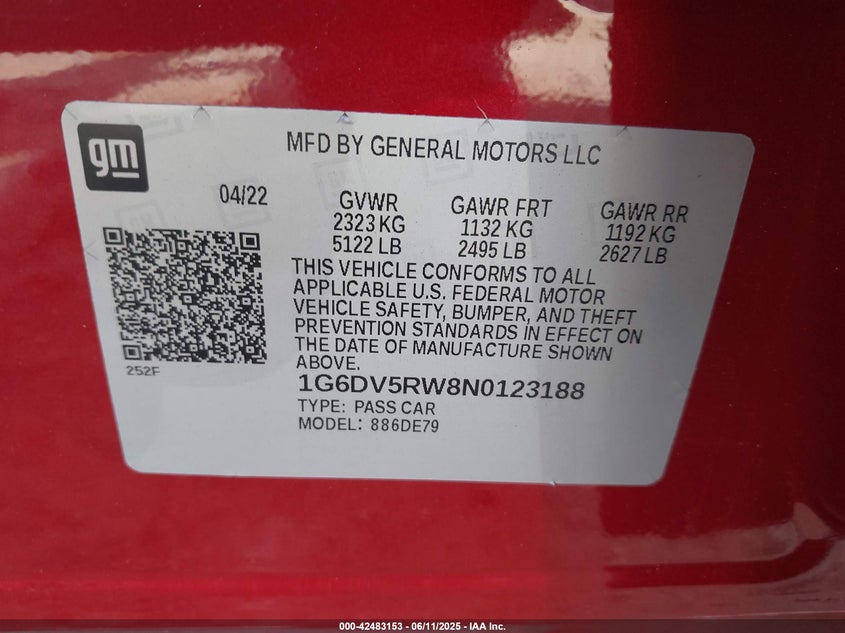 gm
MFD BY GENERAL MOTORS LLC
04/22
GVWR
2323 KG
5122 LB
GAWR FRT
1132 KG
2495 LB
GAWR RR
1192 KG
2627 LB
THIS VEHICLE CONFORMS TO ALL
APPLICABLE U.S. FEDERAL MOTOR
VEHICLE SAFETY, BUMPER, AND THEFT
PREVENTION STANDARDS IN EFFECT ON
THE DATE OF MANUFACTURE SHOWN
ABOVE.
252F
1G6DV5RW8N0123188
TYPE: PASS CAR
MODEL: 886DE79
000-42483153 - 06/11/2025 - IAA Inc.